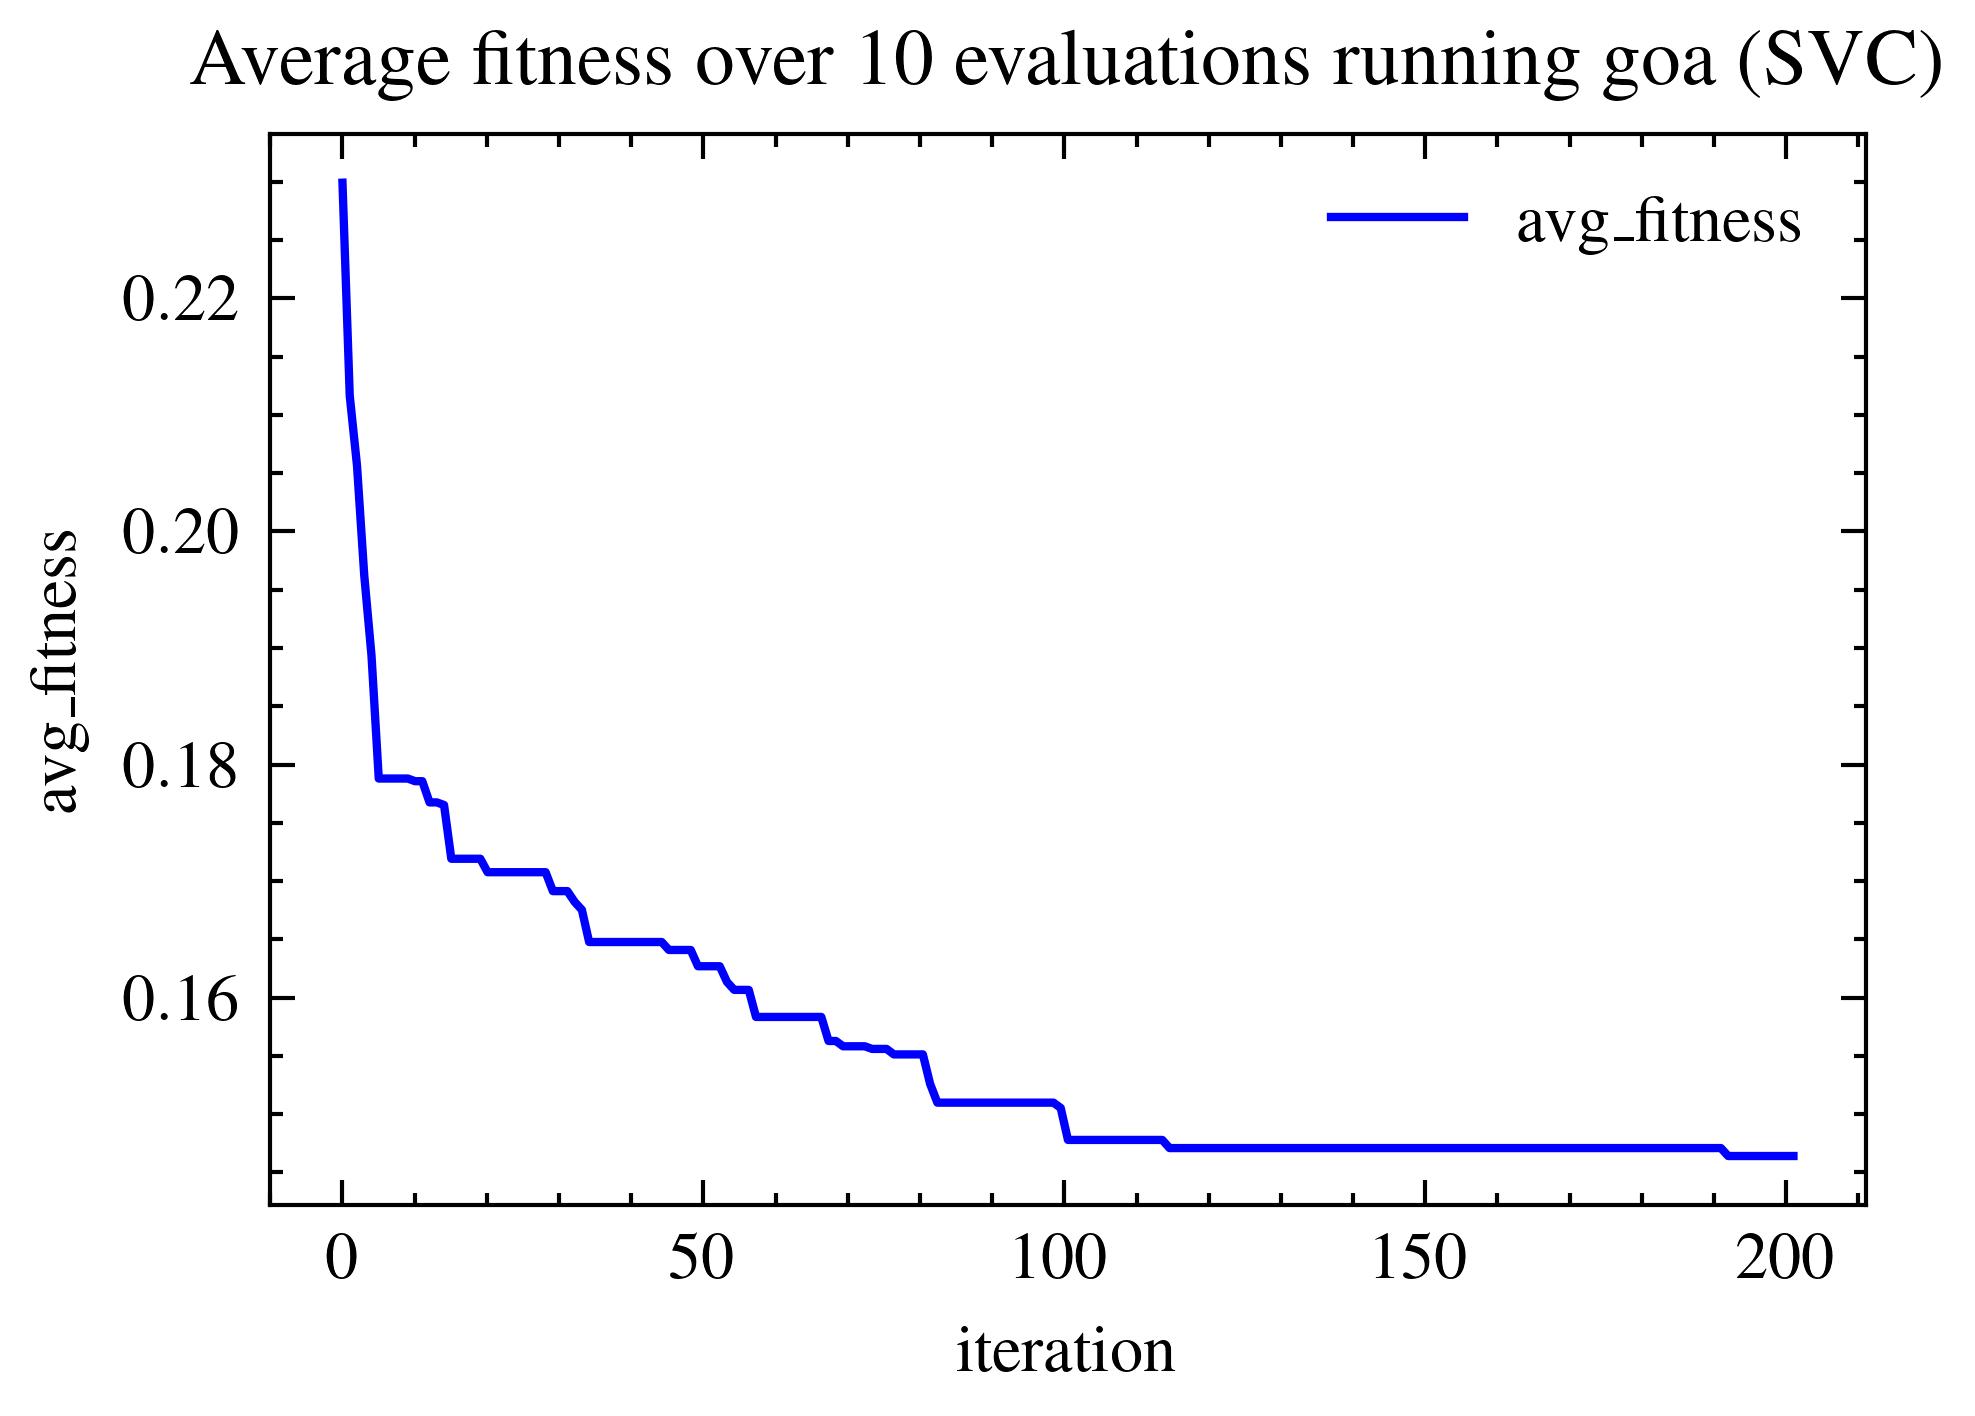 Average fitness over 10 evaluations running goa (SVC)
avg_fitness
0.22
0.20
0.18
0.16
avg_fitness
0 50 100 150 200
iteration